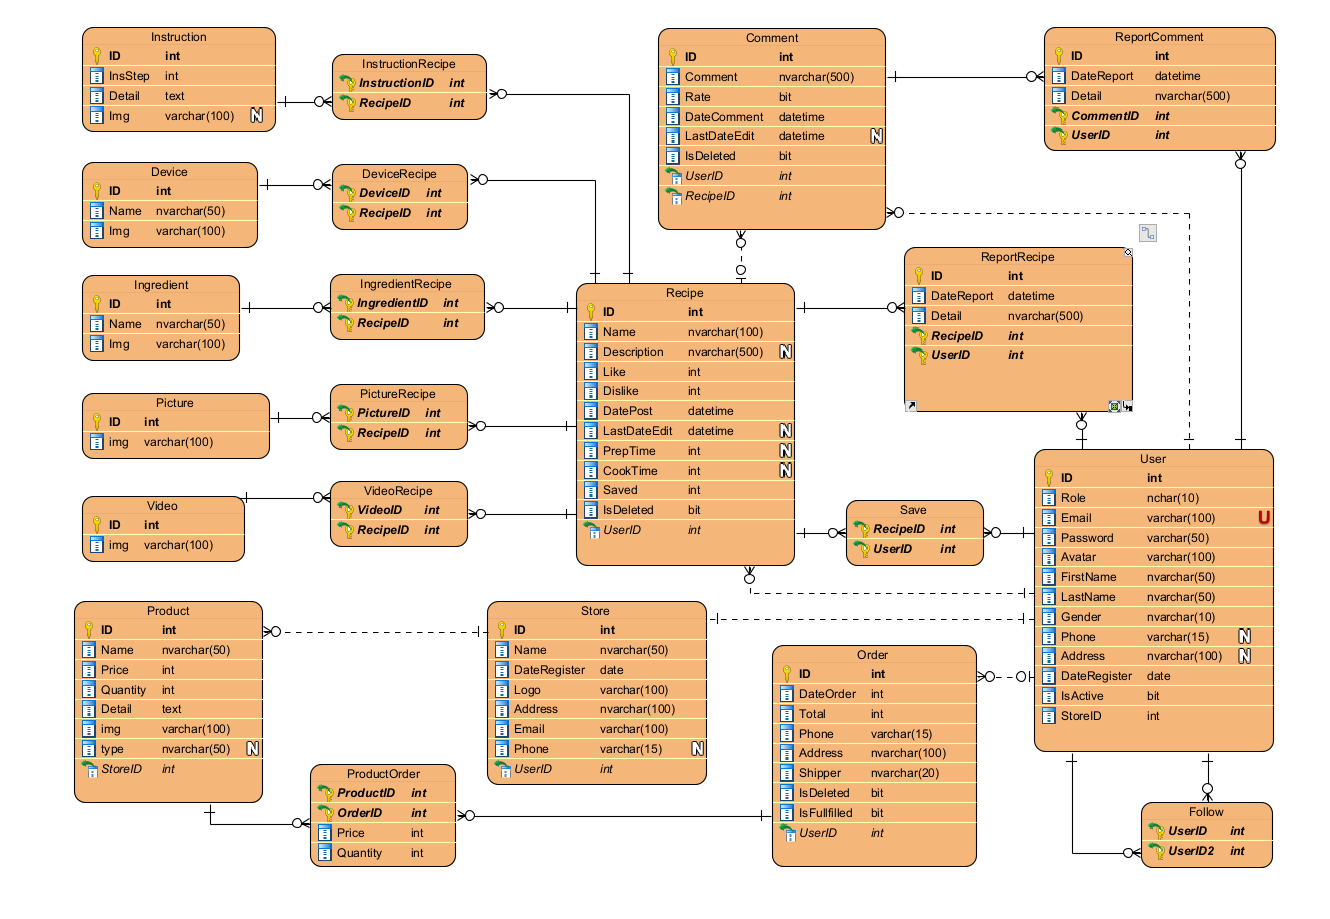 Instruction
ID int
InsStep int
Detail text
Img varchar(100) N
InstructionRecipe
InstructionID int
RecipeID int
Comment
ID int
Comment nvarchar(500)
Rate bit
DateComment datetime
LastDateEdit datetime N
IsDeleted bit
UserID int
RecipeID int
ReportComment
ID int
DateReport datetime
Detail nvarchar(500)
CommentID int
UserID int
Device
ID int
Name nvarchar(50)
Img varchar(100)
DeviceRecipe
DeviceID int
RecipeID int
ReportRecipe
ID int
DateReport datetime
Detail nvarchar(500)
RecipeID int
UserID int
Ingredient
ID int
Name nvarchar(50)
Img varchar(100)
IngredientRecipe
IngredientID int
RecipeID int
Recipe
ID int
Name nvarchar(100)
Description nvarchar(500) N
Like int
Dislike int
DatePost datetime
LastDateEdit datetime N
PrepTime int N
CookTime int N
Saved int
IsDeleted bit
UserID int
Picture
ID int
img varchar(100)
PictureRecipe
PictureID int
RecipeID int
Video
ID int
img varchar(100)
VideoRecipe
VideoID int
RecipeID int
Save
RecipeID int
UserID int
User
ID int
Role nchar(10)
Email varchar(100) U
Password varchar(50)
Avatar varchar(100)
FirstName nvarchar(50)
LastName nvarchar(50)
Gender nvarchar(10)
Phone varchar(15) N
Address nvarchar(100) N
DateRegister date
IsActive bit
StoreID int
Product
ID int
Name nvarchar(50)
Price int
Quantity int
Detail text
img varchar(100)
type nvarchar(50) N
StoreID int
Store
ID int
Name nvarchar(50)
DateRegister date
Logo varchar(100)
Address nvarchar(100)
Email varchar(100)
Phone varchar(15) N
UserID int
Order
ID int
DateOrder int
Total int
Phone varchar(15)
Address nvarchar(100)
Shipper nvarchar(20)
IsDeleted bit
IsFullfilled bit
UserID int
ProductOrder
ProductID int
OrderID int
Price int
Quantity int
Follow
UserID int
UserID2 int